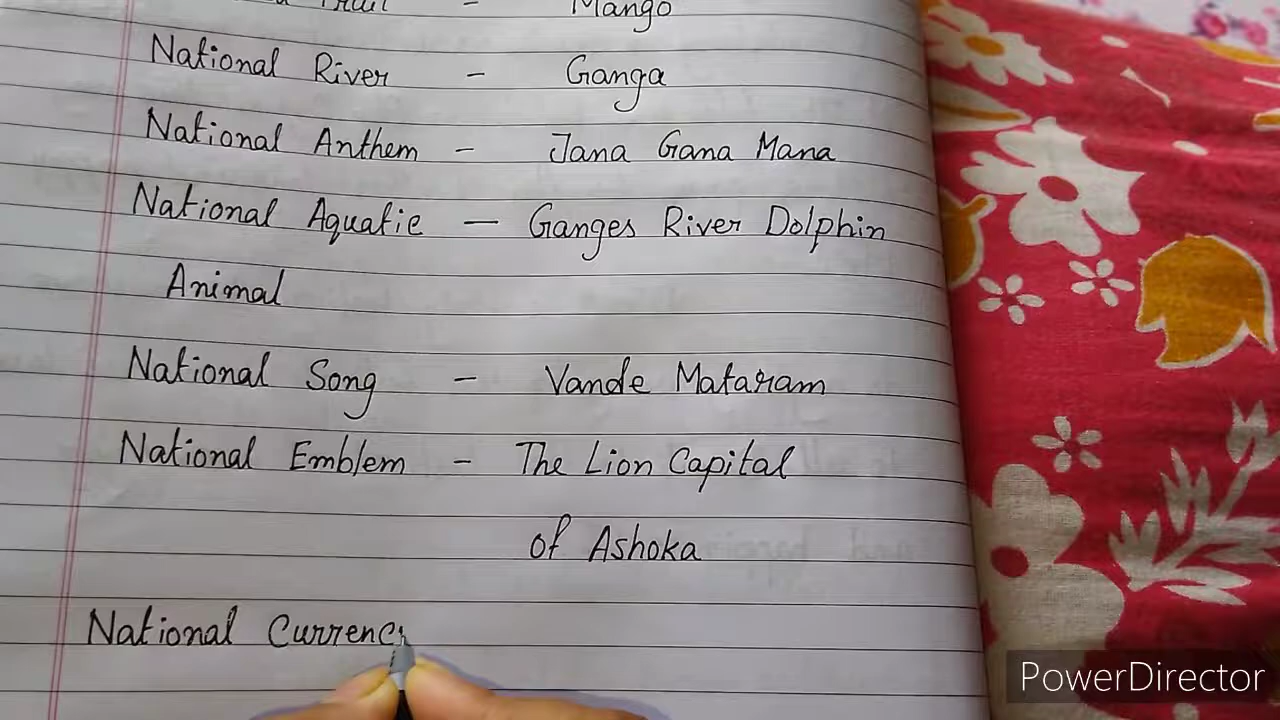 Mango
National River - Ganga
National Anthem - Jana Gana Mana
National Aquatic — Ganges River Dolphin
Animal
National Song - Vande Mataram
National Emblem - The Lion Capital
of Ashoka
National Currency
PowerDirector